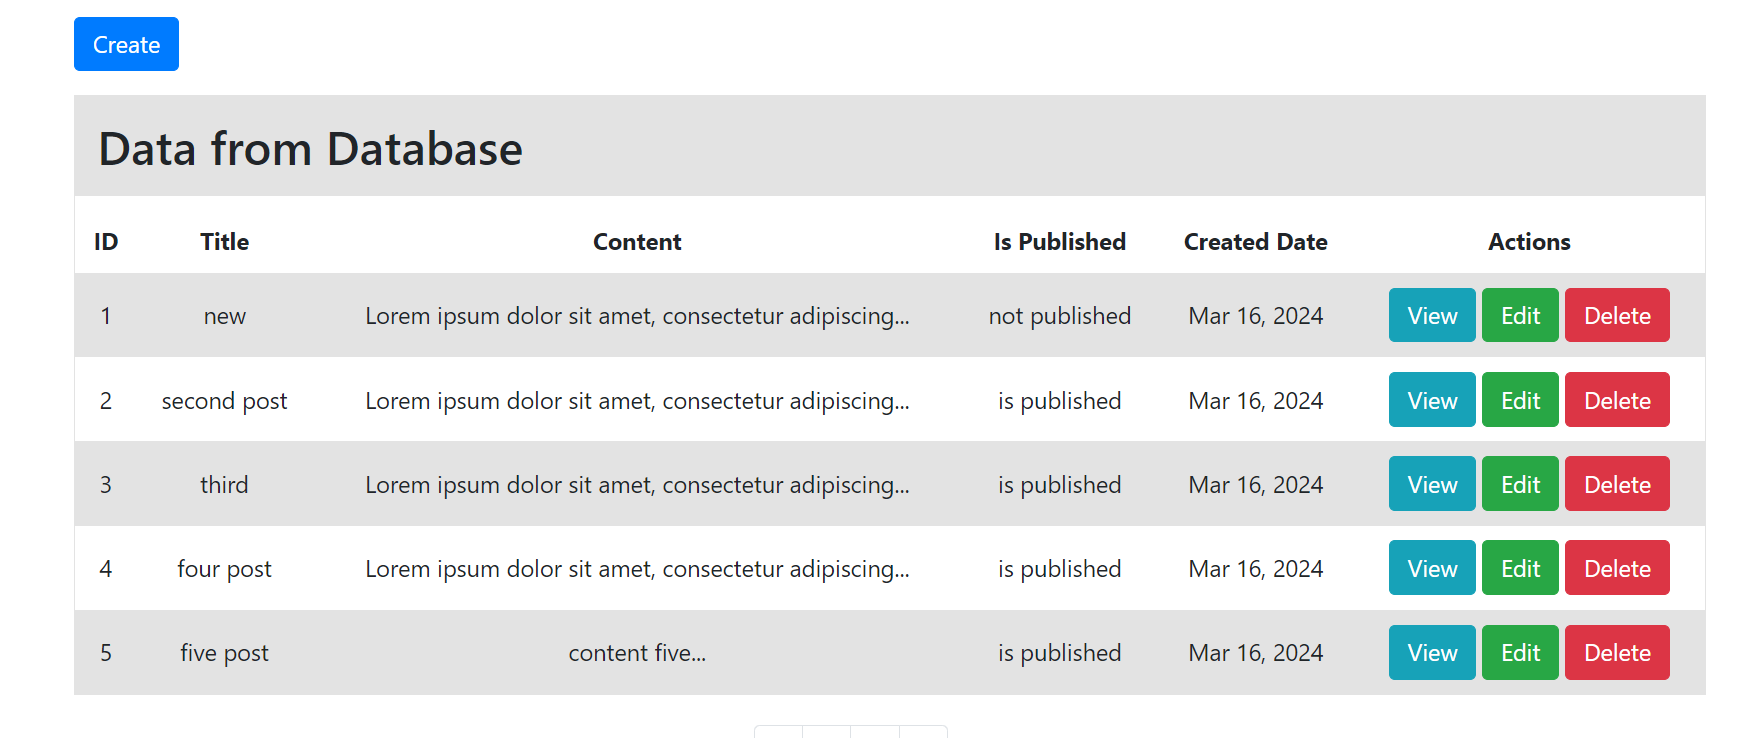 Create
Data from Database
ID Title Content Is Published Created Date Actions
1 new Lorem ipsum dolor sit amet, consectetur adipiscing... not published Mar 16, 2024 View Edit Delete
2 second post Lorem ipsum dolor sit amet, consectetur adipiscing... is published Mar 16, 2024 View Edit Delete
3 third Lorem ipsum dolor sit amet, consectetur adipiscing... is published Mar 16, 2024 View Edit Delete
4 four post Lorem ipsum dolor sit amet, consectetur adipiscing... is published Mar 16, 2024 View Edit Delete
5 five post content five... is published Mar 16, 2024 View Edit Delete